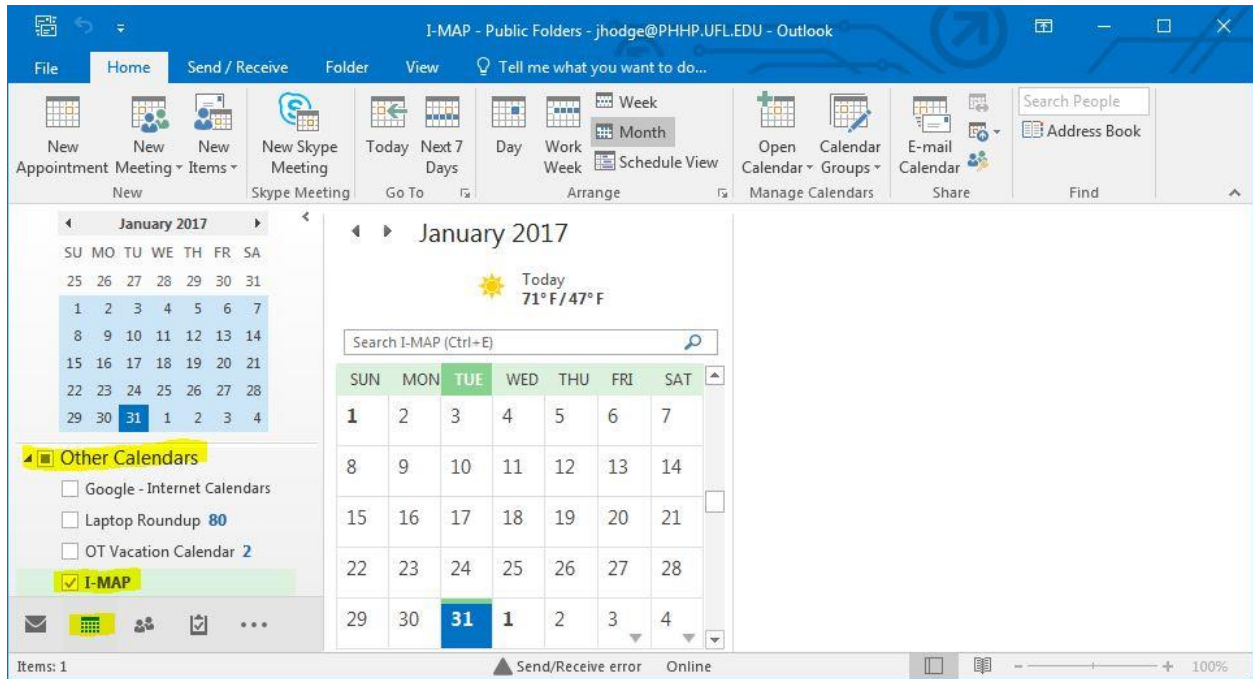 I-MAP - Public Folders - jhodge@PHHP.UFL.EDU - Outlook
File Home Send / Receive Folder View Tell me what you want to do...
New Appointment
New Meeting
New Items
New Skype Meeting
Today
Next 7 Days
Day
Work Week
Week
Month
Schedule View
Open Calendar
Calendar Groups
E-mail Calendar
Search People
Address Book
New Skype Meeting Go To Arrange Manage Calendars Share Find
January 2017
SU MO TU WE TH FR SA
25 26 27 28 29 30 31
1 2 3 4 5 6 7
8 9 10 11 12 13 14
15 16 17 18 19 20 21
22 23 24 25 26 27 28
29 30 31 1 2 3 4
Other Calendars
Google - Internet Calendars
Laptop Roundup 80
OT Vacation Calendar 2
I-MAP
January 2017
Today
71° F / 47° F
Search I-MAP (Ctrl+E)
SUN MON TUE WED THU FRI SAT
1 2 3 4 5 6 7
8 9 10 11 12 13 14
15 16 17 18 19 20 21
22 23 24 25 26 27 28
29 30 31 1 2 3 4
Items: 1 Send/Receive error Online 100%